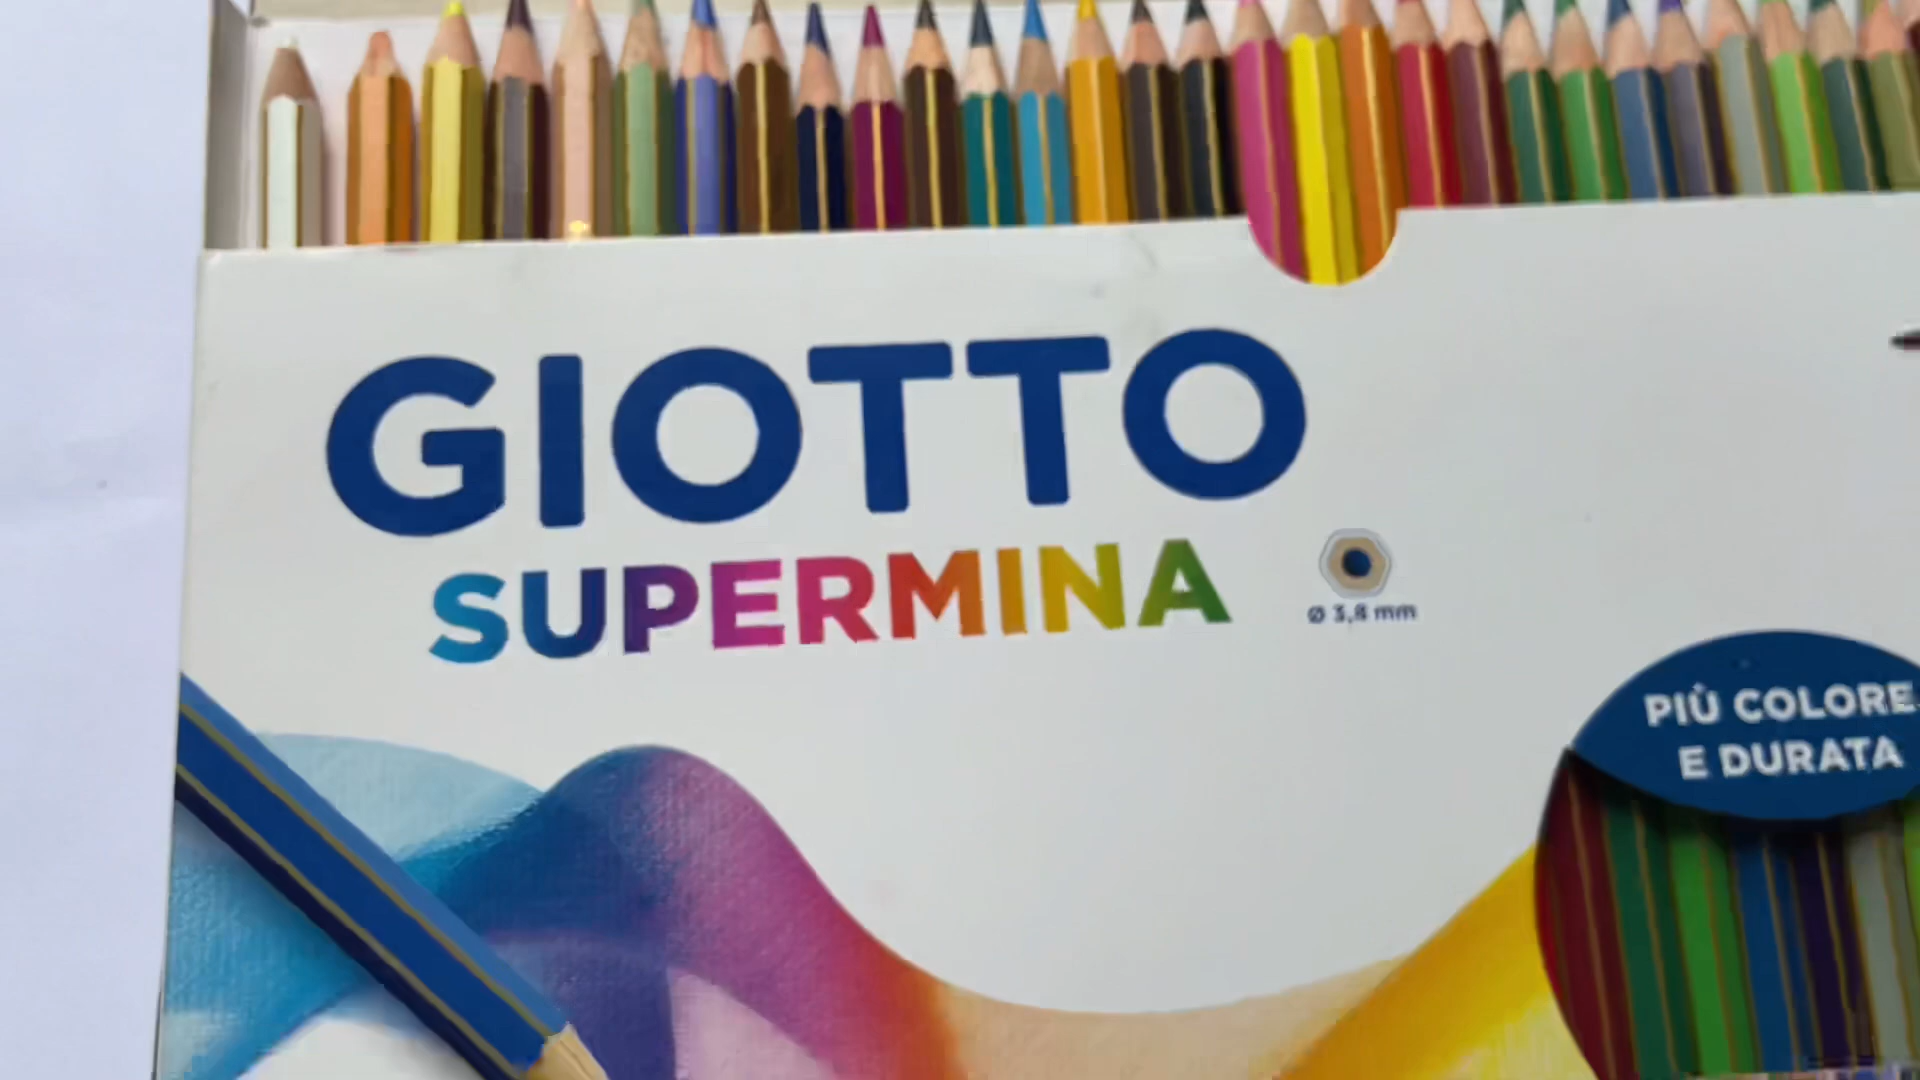 GIOTTO
SUPERMINA
Ø 3,8 mm
PIÙ COLORE
E DURATA